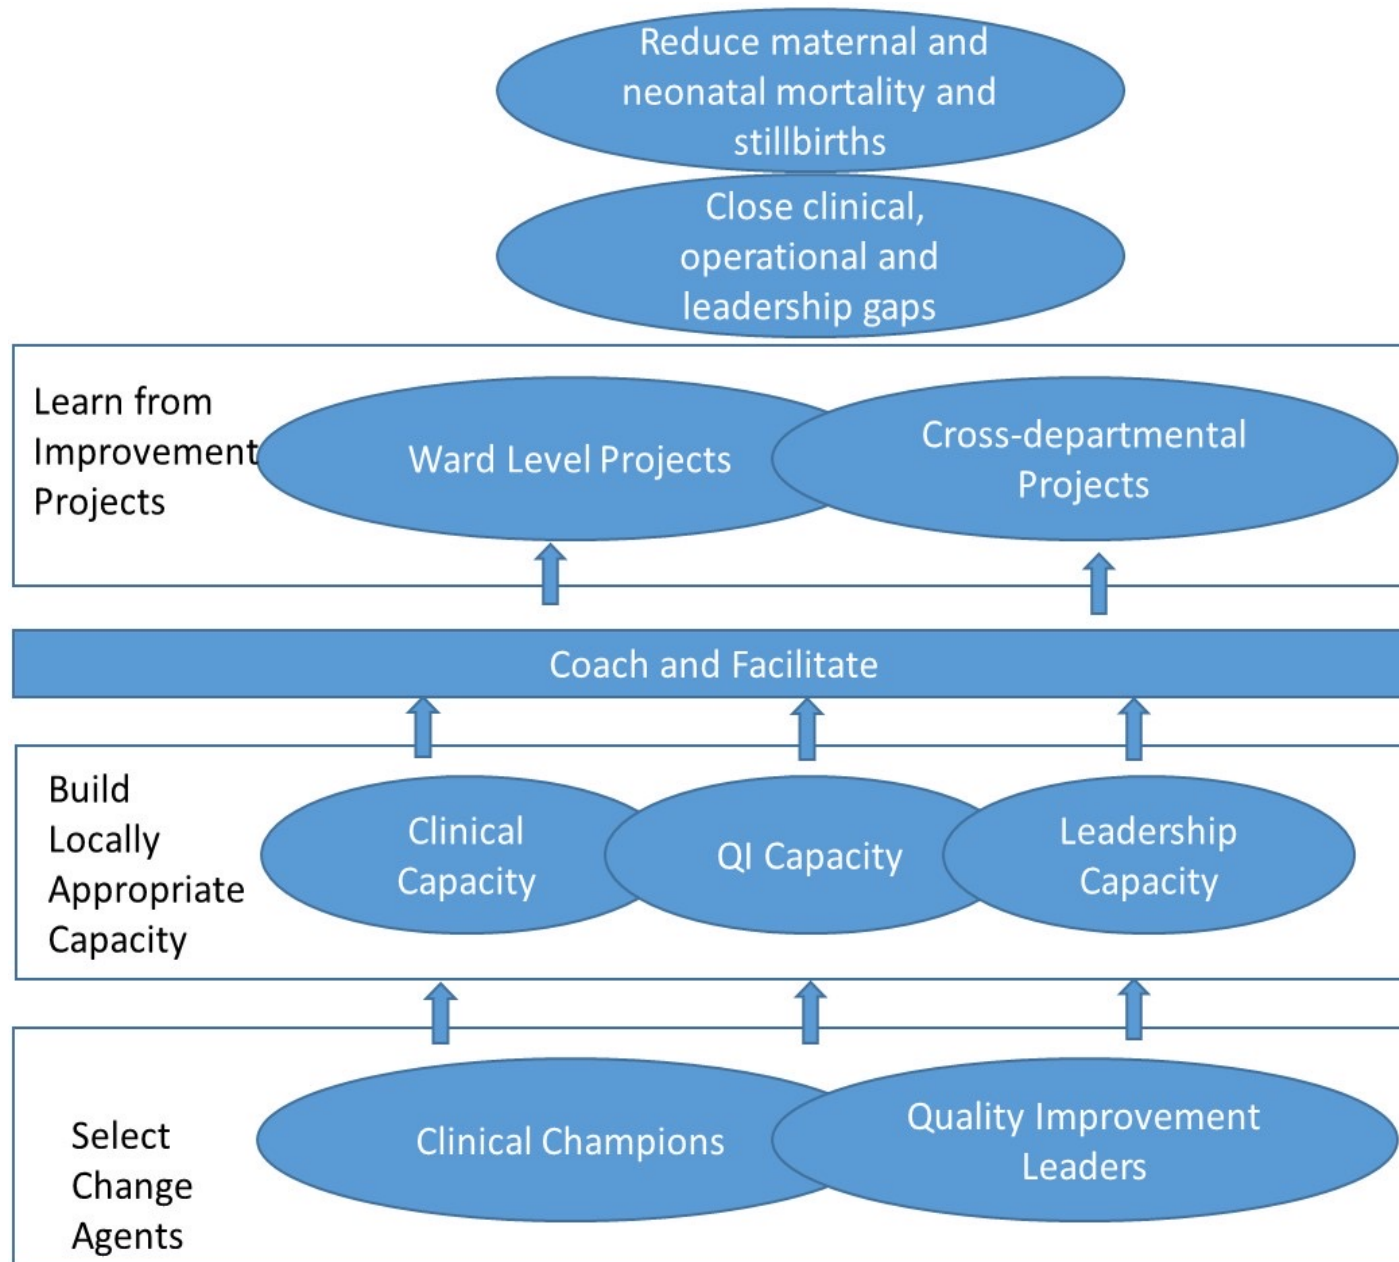 Reduce maternal and
neonatal mortality and
stillbirths
Close clinical,
operational and
leadership gaps
Learn from
Improvement
Projects
Ward Level Projects
Cross-departmental
Projects
Coach and Facilitate
Build
Locally
Appropriate
Capacity
Clinical
Capacity
QI Capacity
Leadership
Capacity
Select
Change
Agents
Clinical Champions
Quality Improvement
Leaders